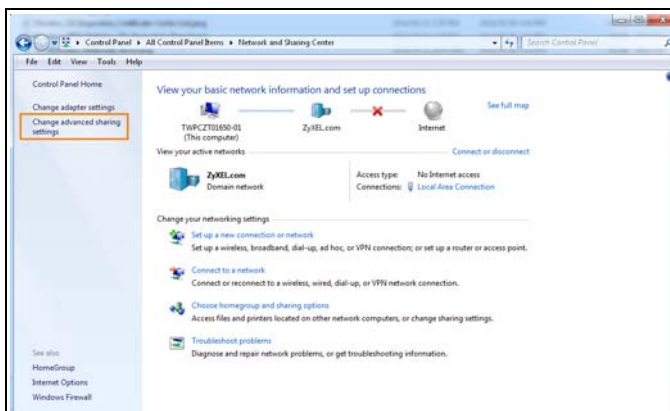 Control Panel ▸ All Control Panel Items ▸ Network and Sharing Center
Search Control Panel
File Edit View Tools Help
Control Panel Home
Change adapter settings
Change advanced sharing
settings
View your basic network information and set up connections
See full map
TWPCZT01650-01
(This computer)
ZyXEL.com
Internet
View your active networks
Connect or disconnect
ZyXEL.com
Domain network
Access type: No Internet access
Connections: Local Area Connection
Change your networking settings
Set up a new connection or network
Set up a wireless, broadband, dial-up, ad hoc, or VPN connection; or set up a router or access point.
Connect to a network
Connect or reconnect to a wireless, wired, dial-up, or VPN network connection.
Choose homegroup and sharing options
Access files and printers located on other network computers, or change sharing settings.
Troubleshoot problems
Diagnose and repair network problems, or get troubleshooting information.
See also
HomeGroup
Internet Options
Windows Firewall